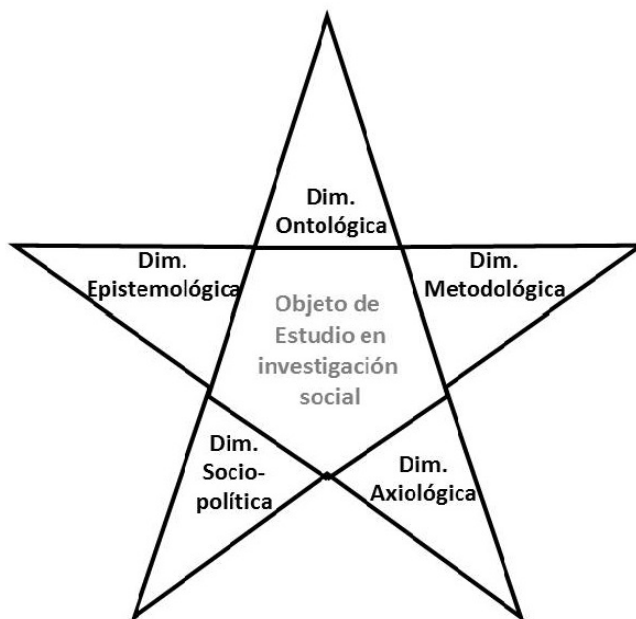 Dim.
Ontológica
Dim.
Epistemológica
Dim.
Metodológica
Objeto de
Estudio en
investigación
social
Dim.
Socio-
política
Dim.
Axiológica